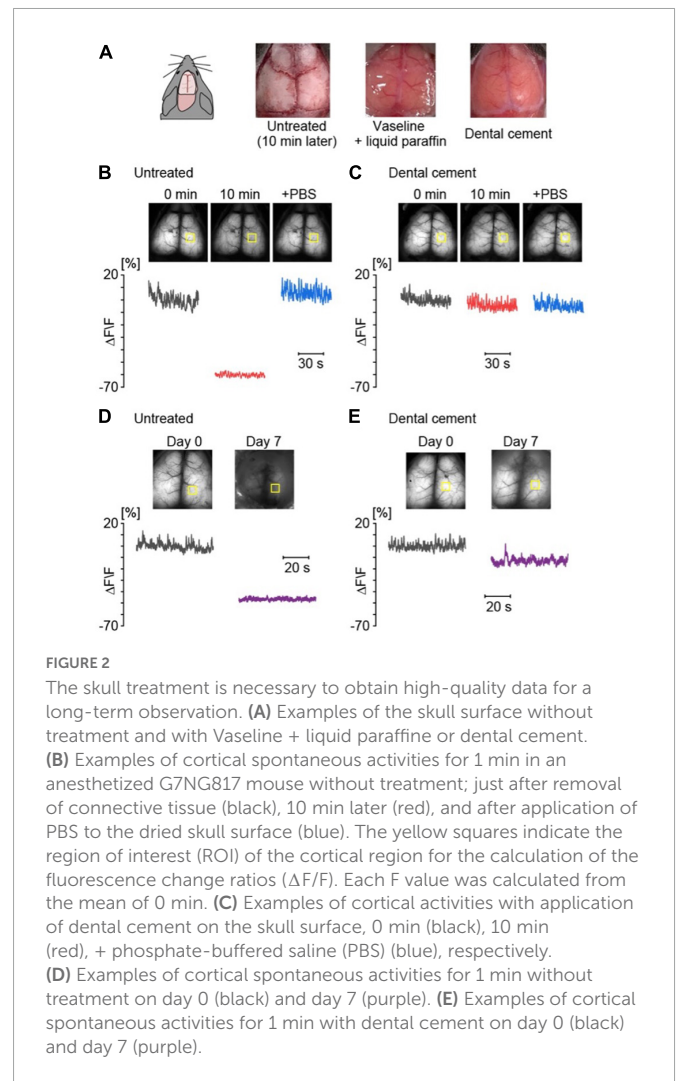 A
Untreated
(10 min later)
Vaseline
+ liquid paraffin
Dental cement
B Untreated
0 min 10 min +PBS
[%]
20
ΔF\F
-70
30 s
C Dental cement
0 min 10 min +PBS
[%]
20
ΔF\F
-70
30 s
D Untreated
Day 0 Day 7
[%]
20
ΔF\F
-70
20 s
E Dental cement
Day 0 Day 7
[%]
20
ΔF\F
-70
20 s
FIGURE 2
The skull treatment is necessary to obtain high-quality data for a
long-term observation. (A) Examples of the skull surface without
treatment and with Vaseline + liquid paraffine or dental cement.
(B) Examples of cortical spontaneous activities for 1 min in an
anesthetized G7NG817 mouse without treatment; just after removal
of connective tissue (black), 10 min later (red), and after application of
PBS to the dried skull surface (blue). The yellow squares indicate the
region of interest (ROI) of the cortical region for the calculation of the
fluorescence change ratios (ΔF/F). Each F value was calculated from
the mean of 0 min. (C) Examples of cortical activities with application
of dental cement on the skull surface, 0 min (black), 10 min
(red), + phosphate-buffered saline (PBS) (blue), respectively.
(D) Examples of cortical spontaneous activities for 1 min without
treatment on day 0 (black) and day 7 (purple). (E) Examples of cortical
spontaneous activities for 1 min with dental cement on day 0 (black)
and day 7 (purple).